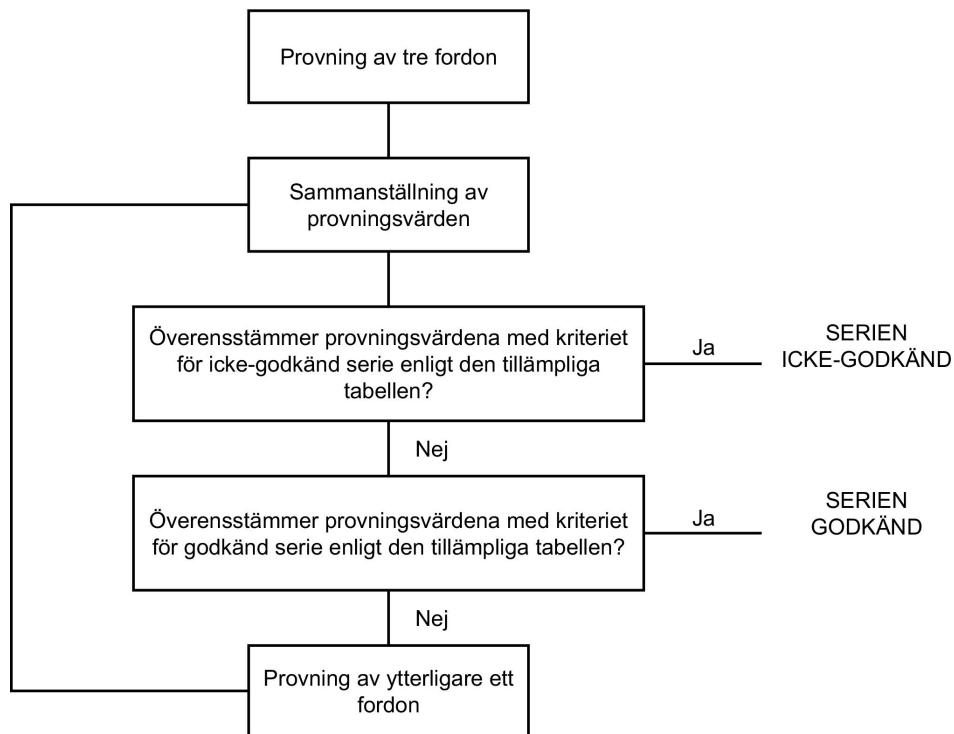 Provning av tre fordon
Sammanställning av
provningsvärden
Överensstämmer provningsvärdena med kriteriet
för icke-godkänd serie enligt den tillämpliga
tabellen?
Ja
SERIEN
ICKE-GODKÄND
Nej
Överensstämmer provningsvärdena med kriteriet
för godkänd serie enligt den tillämpliga tabellen?
Ja
SERIEN
GODKÄND
Nej
Provning av ytterligare ett
fordon